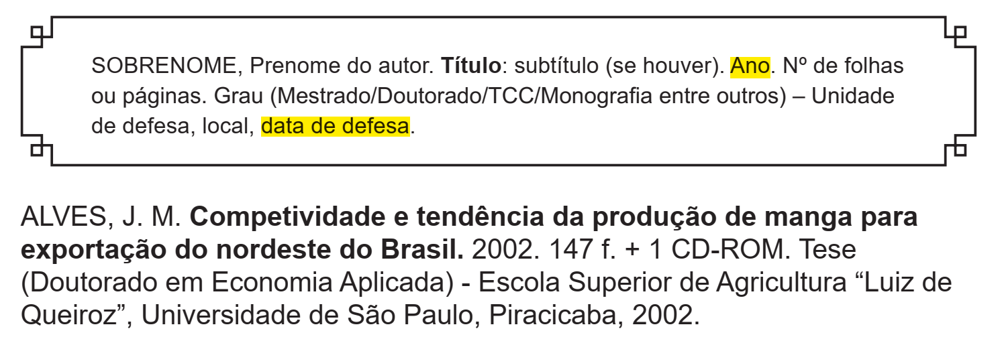 SOBRENOME, Prenome do autor. Título: subtítulo (se houver). Ano. Nº de folhas
ou páginas. Grau (Mestrado/Doutorado/TCC/Monografia entre outros) – Unidade
de defesa, local, data de defesa.
ALVES, J. M. Competividade e tendência da produção de manga para
exportação do nordeste do Brasil. 2002. 147 f. + 1 CD-ROM. Tese
(Doutorado em Economia Aplicada) - Escola Superior de Agricultura “Luiz de
Queiroz”, Universidade de São Paulo, Piracicaba, 2002.